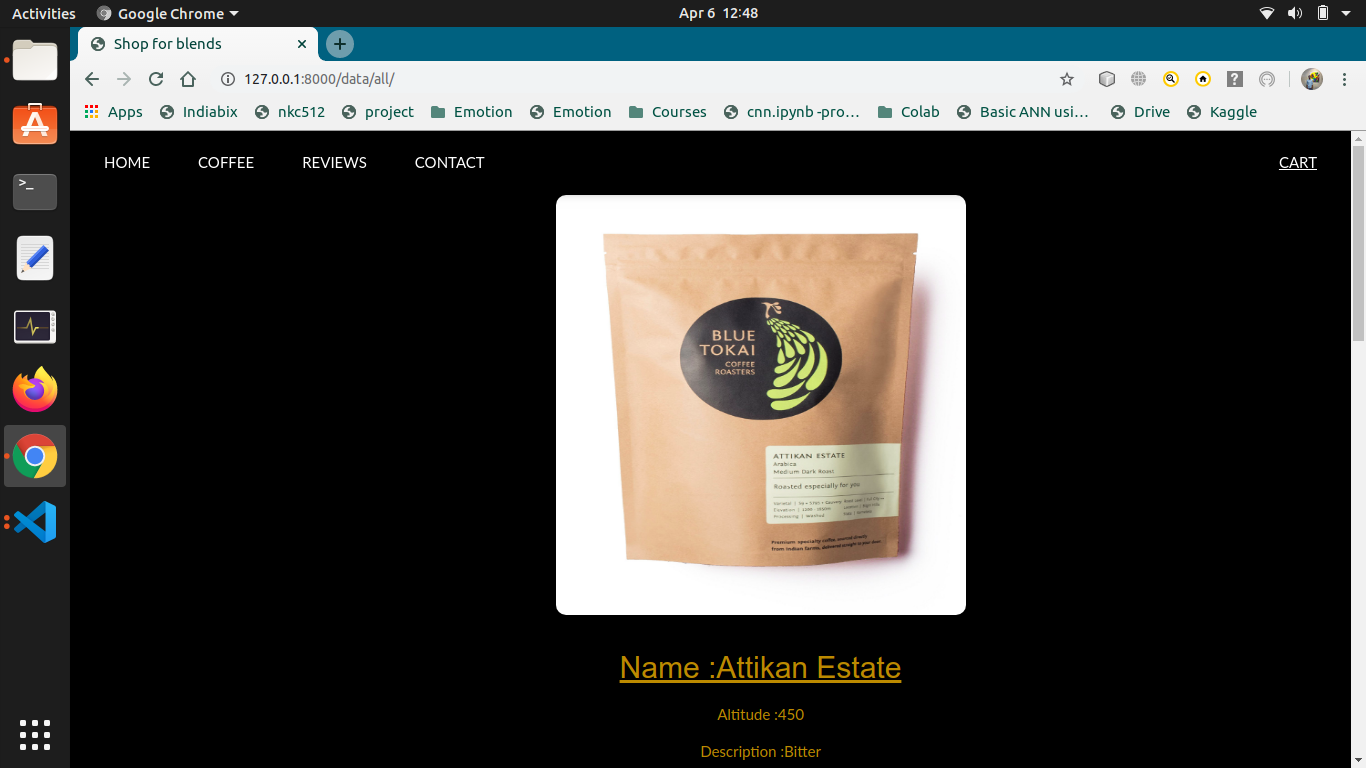 Activities Google Chrome Apr 6 12:48
Shop for blends
127.0.0.1:8000/data/all/
Apps Indiabix nkc512 project Emotion Emotion Courses cnn.ipynb -pro… Colab Basic ANN usi… Drive Kaggle
HOME COFFEE REVIEWS CONTACT CART
BLUE
TOKAI
COFFEE
ROASTERS
ATTIKAN ESTATE
Arabica
Medium Dark Roast
Roasted especially for you
Premium specialty coffee, sourced directly
from Indian farms, delivered straight to your door.
Name :Attikan Estate
Altitude :450
Description :Bitter